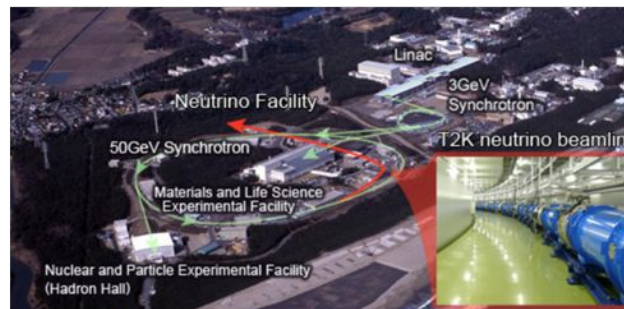 Linac
3GeV
Synchrotron
Neutrino Facility
T2K neutrino beamlin
50GeV Synchrotron
Materials and Life Science
Experimental Facility
Nuclear and Particle Experimental Facility
(Hadron Hall)